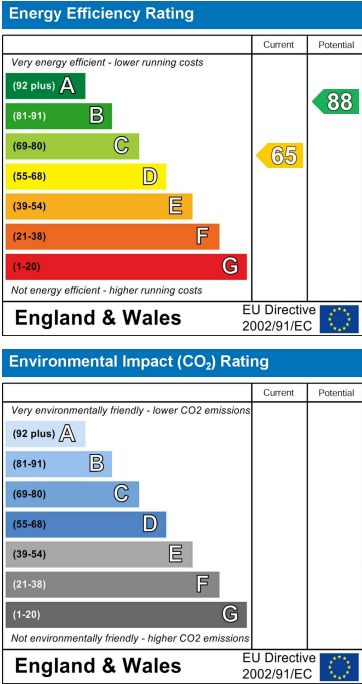 Energy Efficiency Rating
Current Potential
Very energy efficient - lower running costs
(92 plus) A
(81-91) B
(69-80) C
(55-68) D
(39-54) E
(21-38) F
(1-20) G
65
88
Not energy efficient - higher running costs
England & Wales
EU Directive
2002/91/EC
Environmental Impact (CO₂) Rating
Current Potential
Very environmentally friendly - lower CO2 emissions
(92 plus) A
(81-91) B
(69-80) C
(55-68) D
(39-54) E
(21-38) F
(1-20) G
Not environmentally friendly - higher CO2 emissions
England & Wales
EU Directive
2002/91/EC